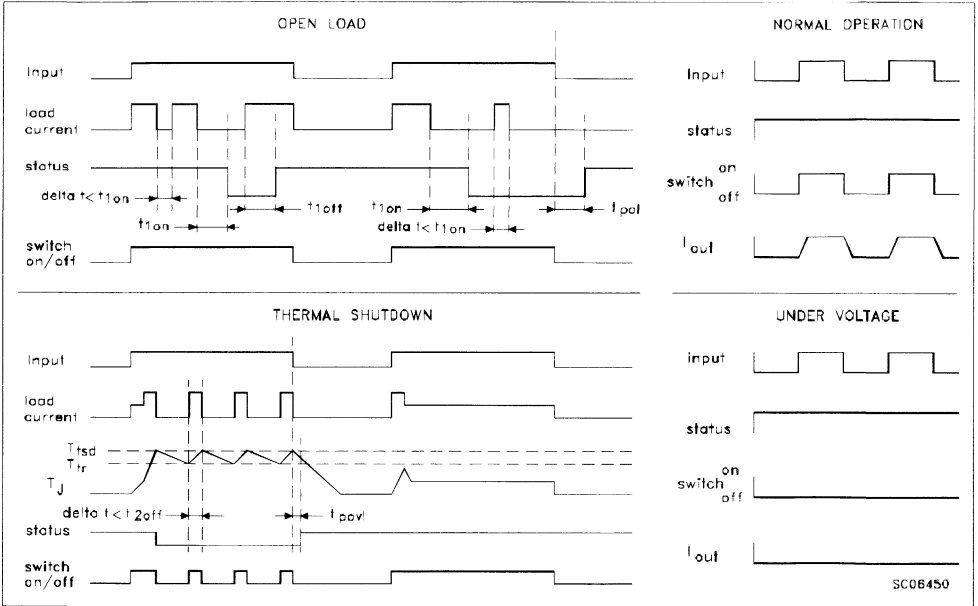 OPEN LOAD
Input
load
current
status
delta t< t1on
t1on
t1off
t1on
delta t< t1on
tpol
switch
on/off
NORMAL OPERATION
Input
status
switch on
off
Iout
THERMAL SHUTDOWN
Input
load
current
Ttsd
Ttr
TJ
delta t< t2off
tpovl
status
switch
on/off
UNDER VOLTAGE
input
status
switch on
off
Iout
SC06450